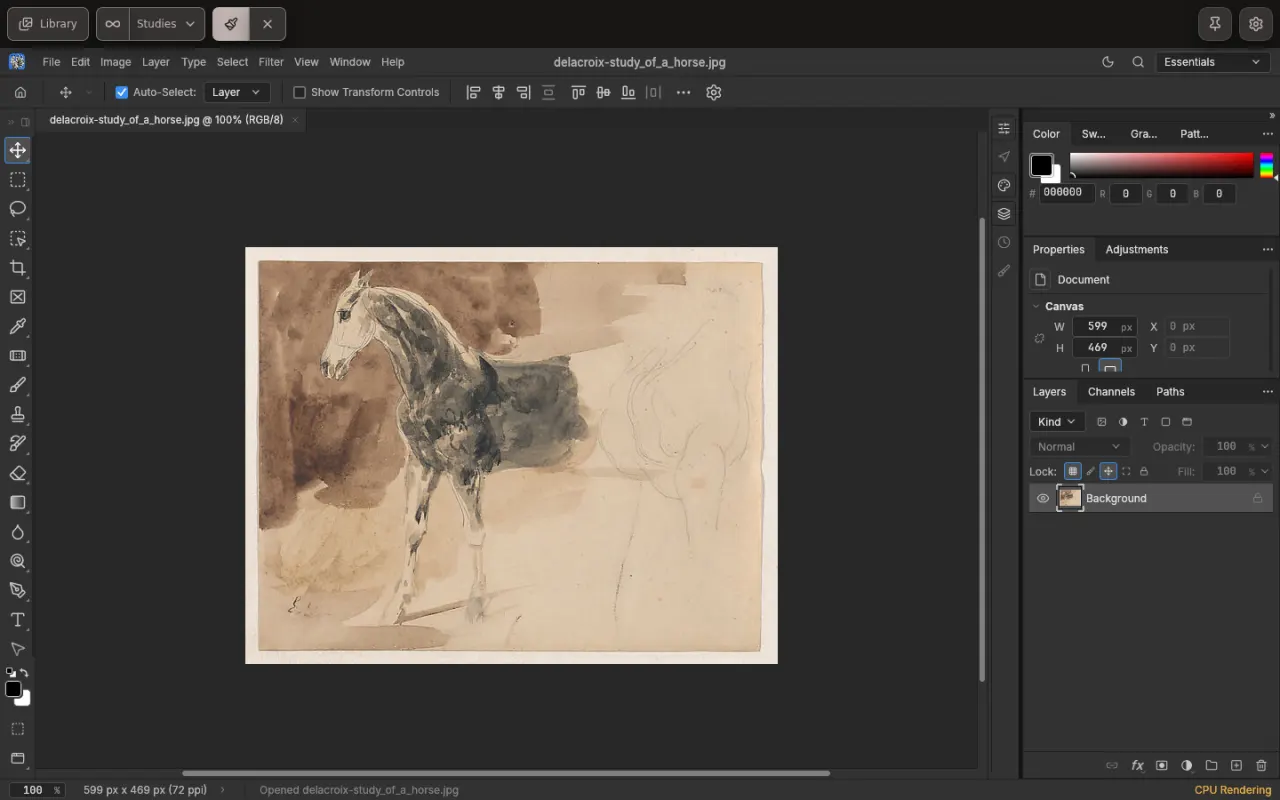 Library
Studies
File Edit Image Layer Type Select Filter View Window Help
delacroix-study_of_a_horse.jpg
Essentials
Auto-Select: Layer
Show Transform Controls
delacroix-study_of_a_horse.jpg @ 100% (RGB/8)
Color Sw... Gra... Patt...
# 000000 R 0 G 0 B 0
Properties Adjustments
Document
Canvas
W 599 px X 0 px
H 469 px Y 0 px
Layers Channels Paths
Kind
Normal Opacity: 100 %
Lock: Fill: 100 %
Background
fx
100 % 599 px x 469 px (72 ppi) Opened delacroix-study_of_a_horse.jpg
CPU Rendering